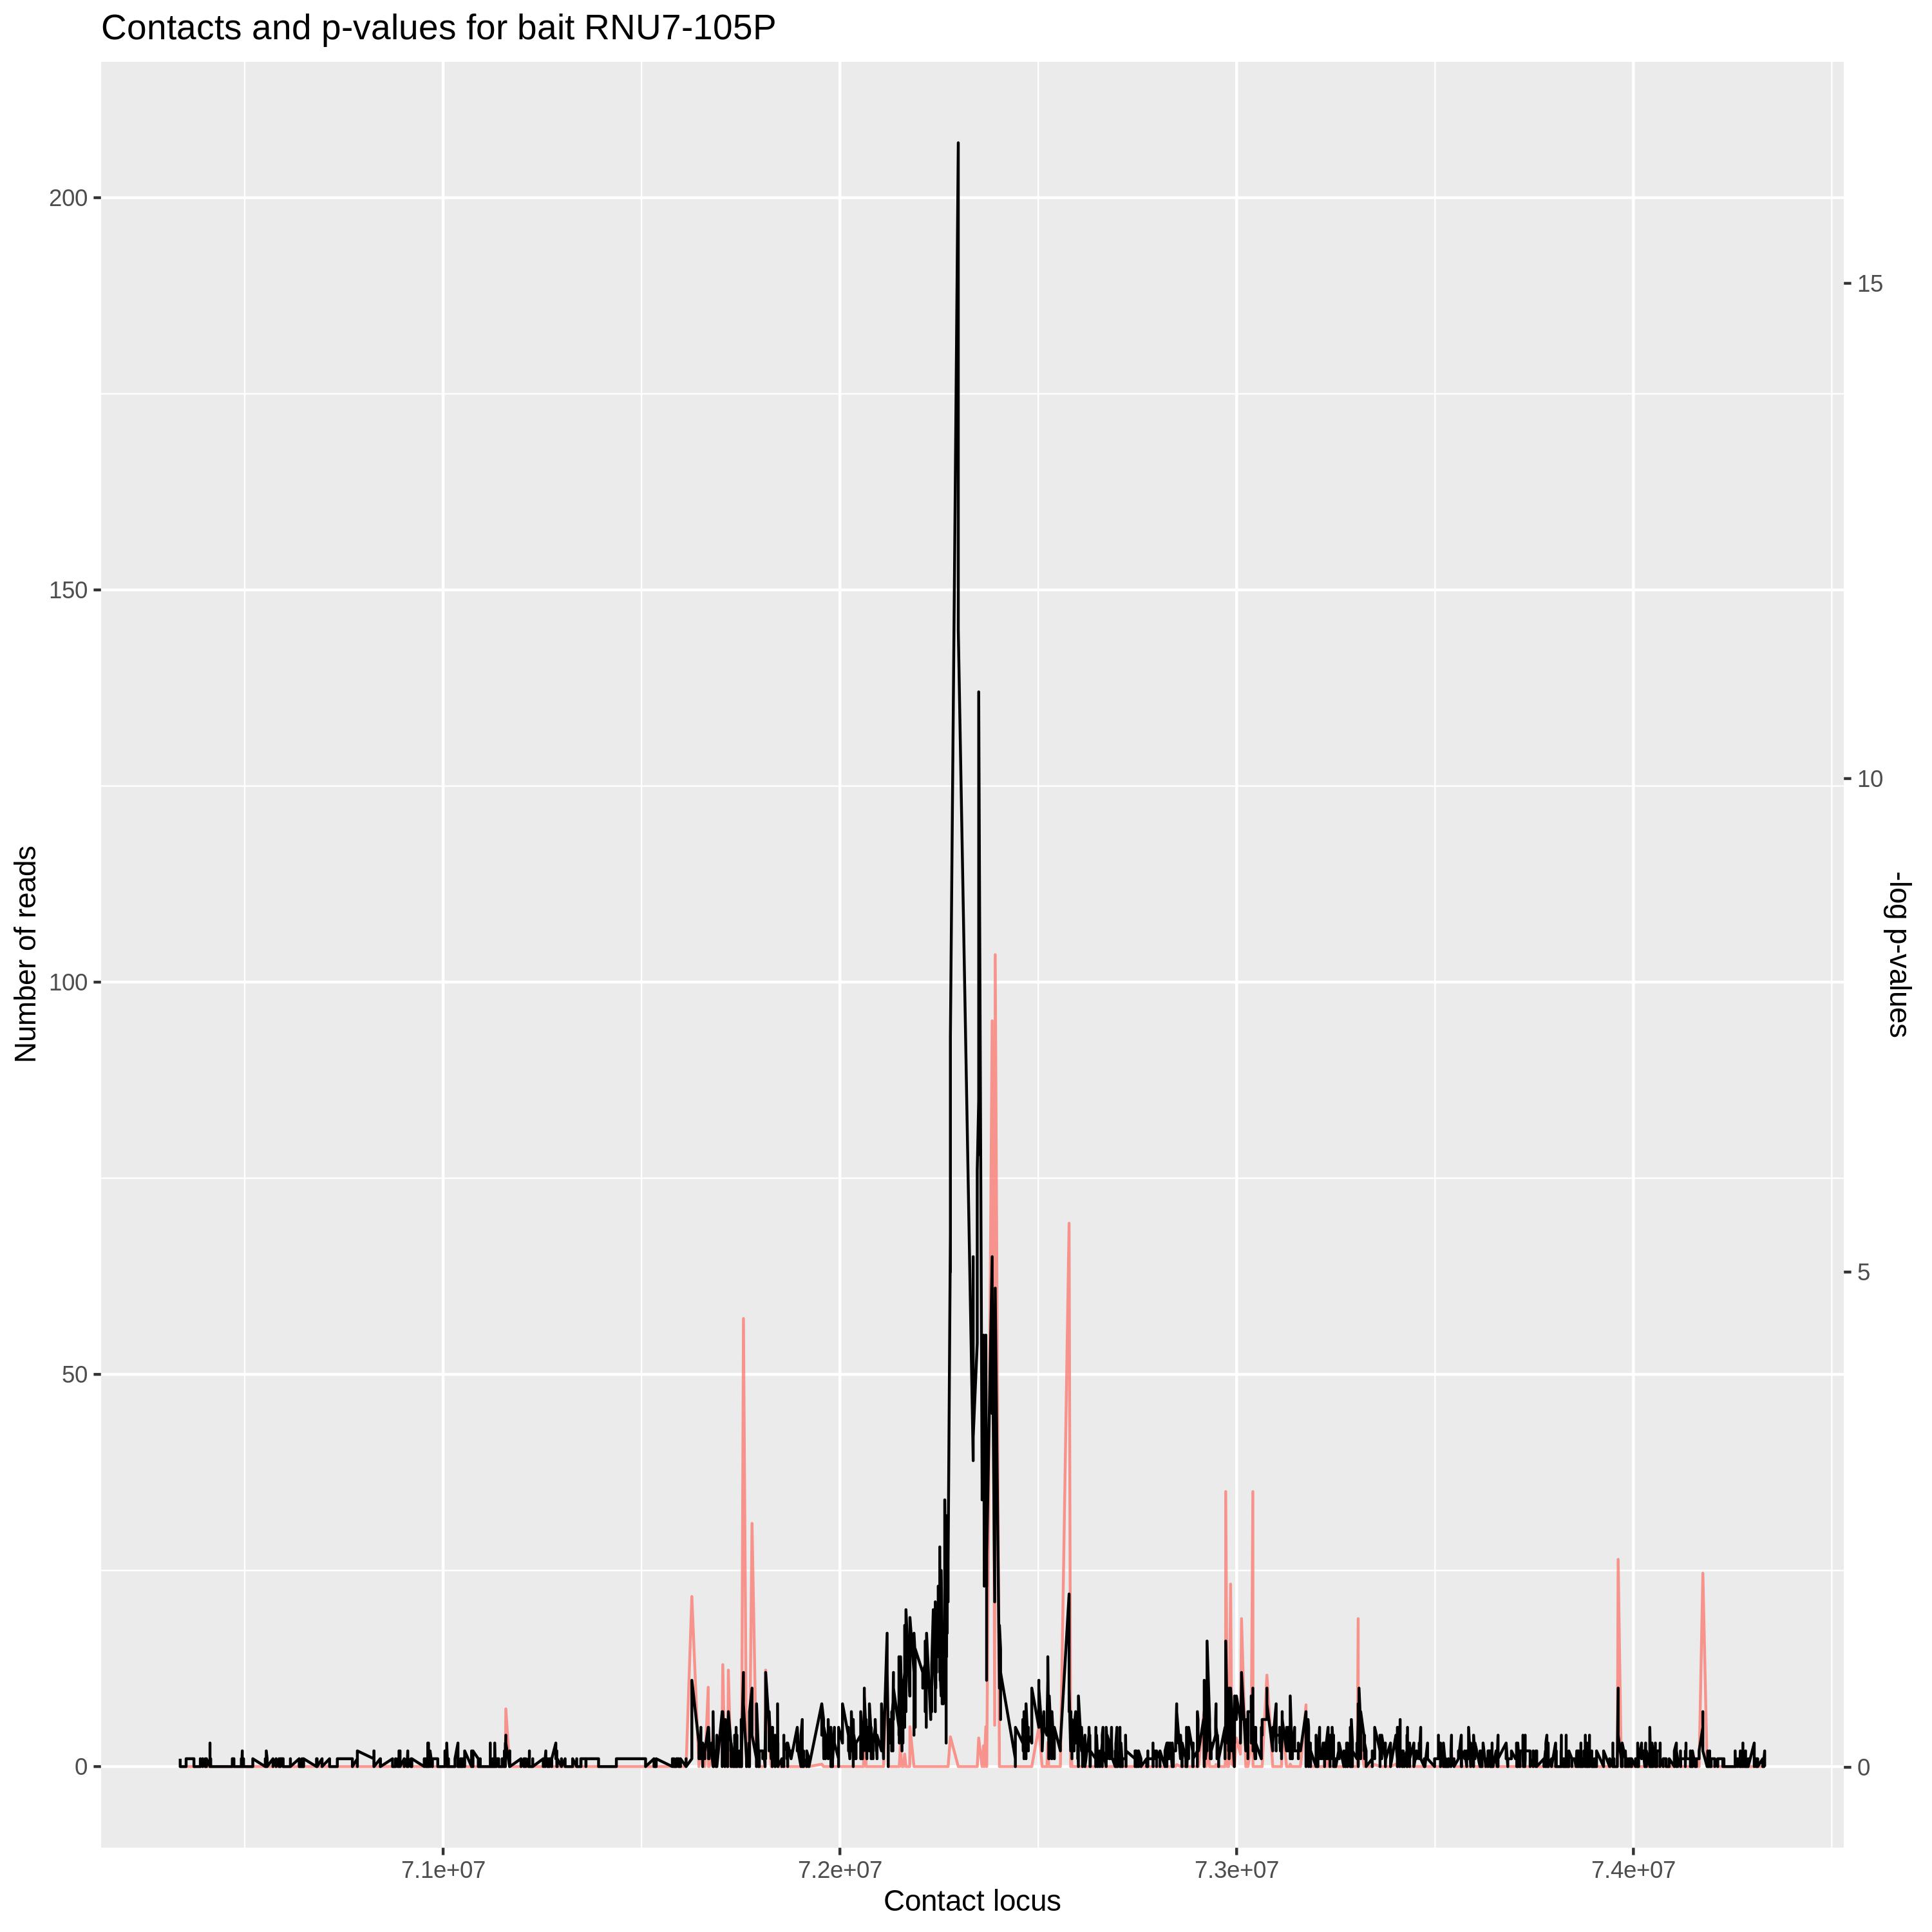 Contacts and p-values for bait RNU7-105P
200
150
100
50
0
15
10
5
0
Number of reads
-log p-values
7.1e+07
7.2e+07
7.3e+07
7.4e+07
Contact locus